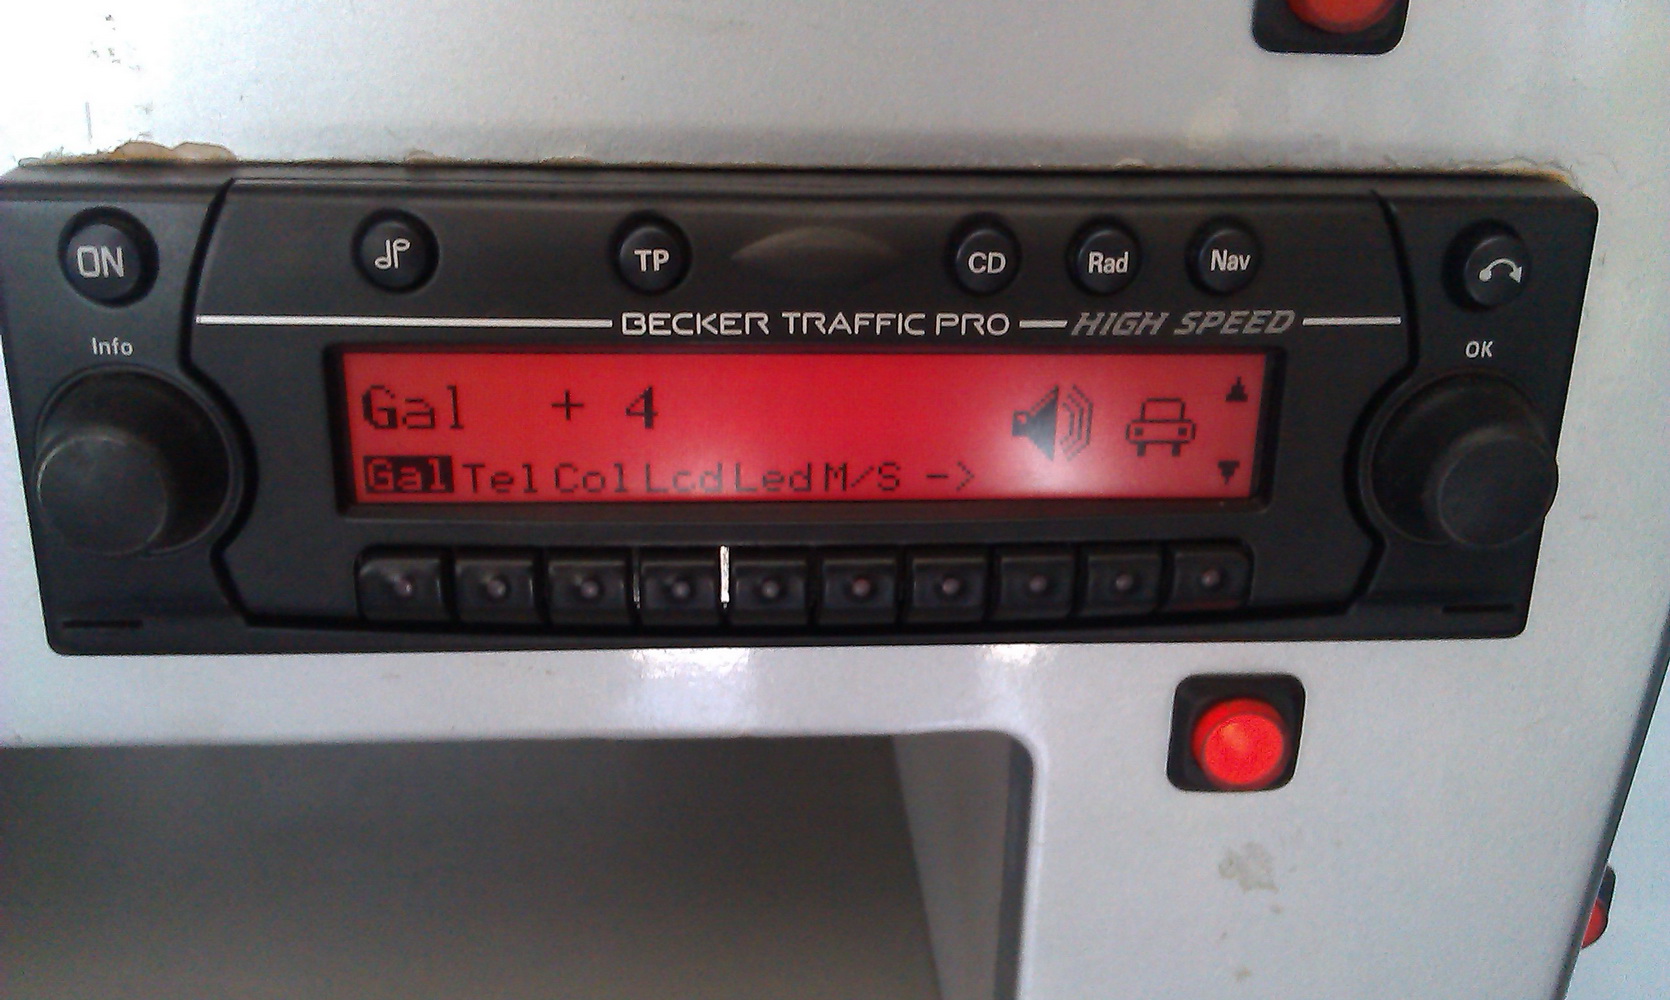 ON
TP
CD
Rad
Nav
BECKER TRAFFIC PRO HIGH SPEED
Info
OK
Gal + 4
Gal Tel Col Lcd Led M/S ->